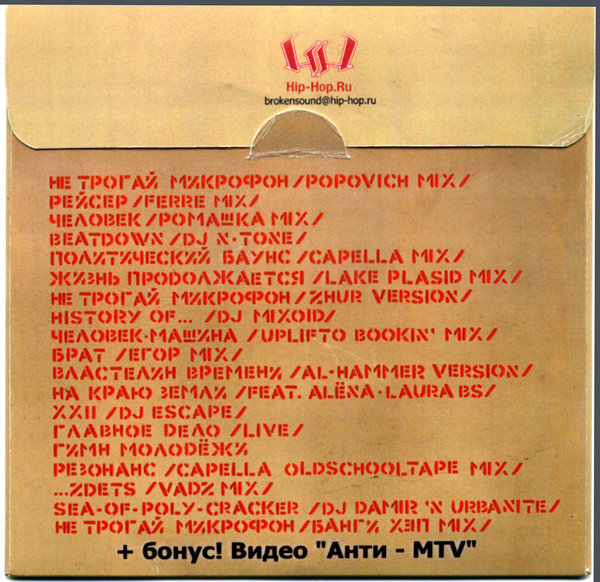 Hip-Hop.Ru
brokensound@hip-hop.ru
НЕ ТРОГАЙ МИКРОФОН /POPOVICH MIX/
РЕЙСЕР /FERRE MIX/
ЧЕЛОВЕК /РОМАШКА MIX/
BEATDOWN /DJ N·TONE/
ПОЛИТИЧЕСКИЙ БАУНС /CAPELLA MIX/
ЖИЗНЬ ПРОДОЛЖАЕТСЯ /LAKE PLASID MIX/
НЕ ТРОГАЙ МИКРОФОН /ZHUR VERSION/
HISTORY OF... /DJ MIXOID/
ЧЕЛОВЕК·МАШИНА /UPLIFTO BOOKIN' MIX/
БРАТ /ЕГОР MIX/
ВЛАСТЕЛИН ВРЕМЕНИ /AL-HAMMER VERSION/
НА КРАЮ ЗЕМЛИ /FEAT. ALЁNA·LAURA BS/
XXII /DJ ESCAPE/
ГЛАВНОЕ DЕЛО /LIVE/
ГИМН МОЛОДЁЖИ
РЕЗОНАНС /CAPELLA OLDSCHOOLTAPE MIX/
...ZDETS /VADZ MIX/
SEA-OF-POLY-CRACKER /DJ DAMIR 'N URBANITE/
НЕ ТРОГАЙ МИКРОФОН /БАНГИ ХЭП MIX/
+ бонус! Видео "Анти - MTV"